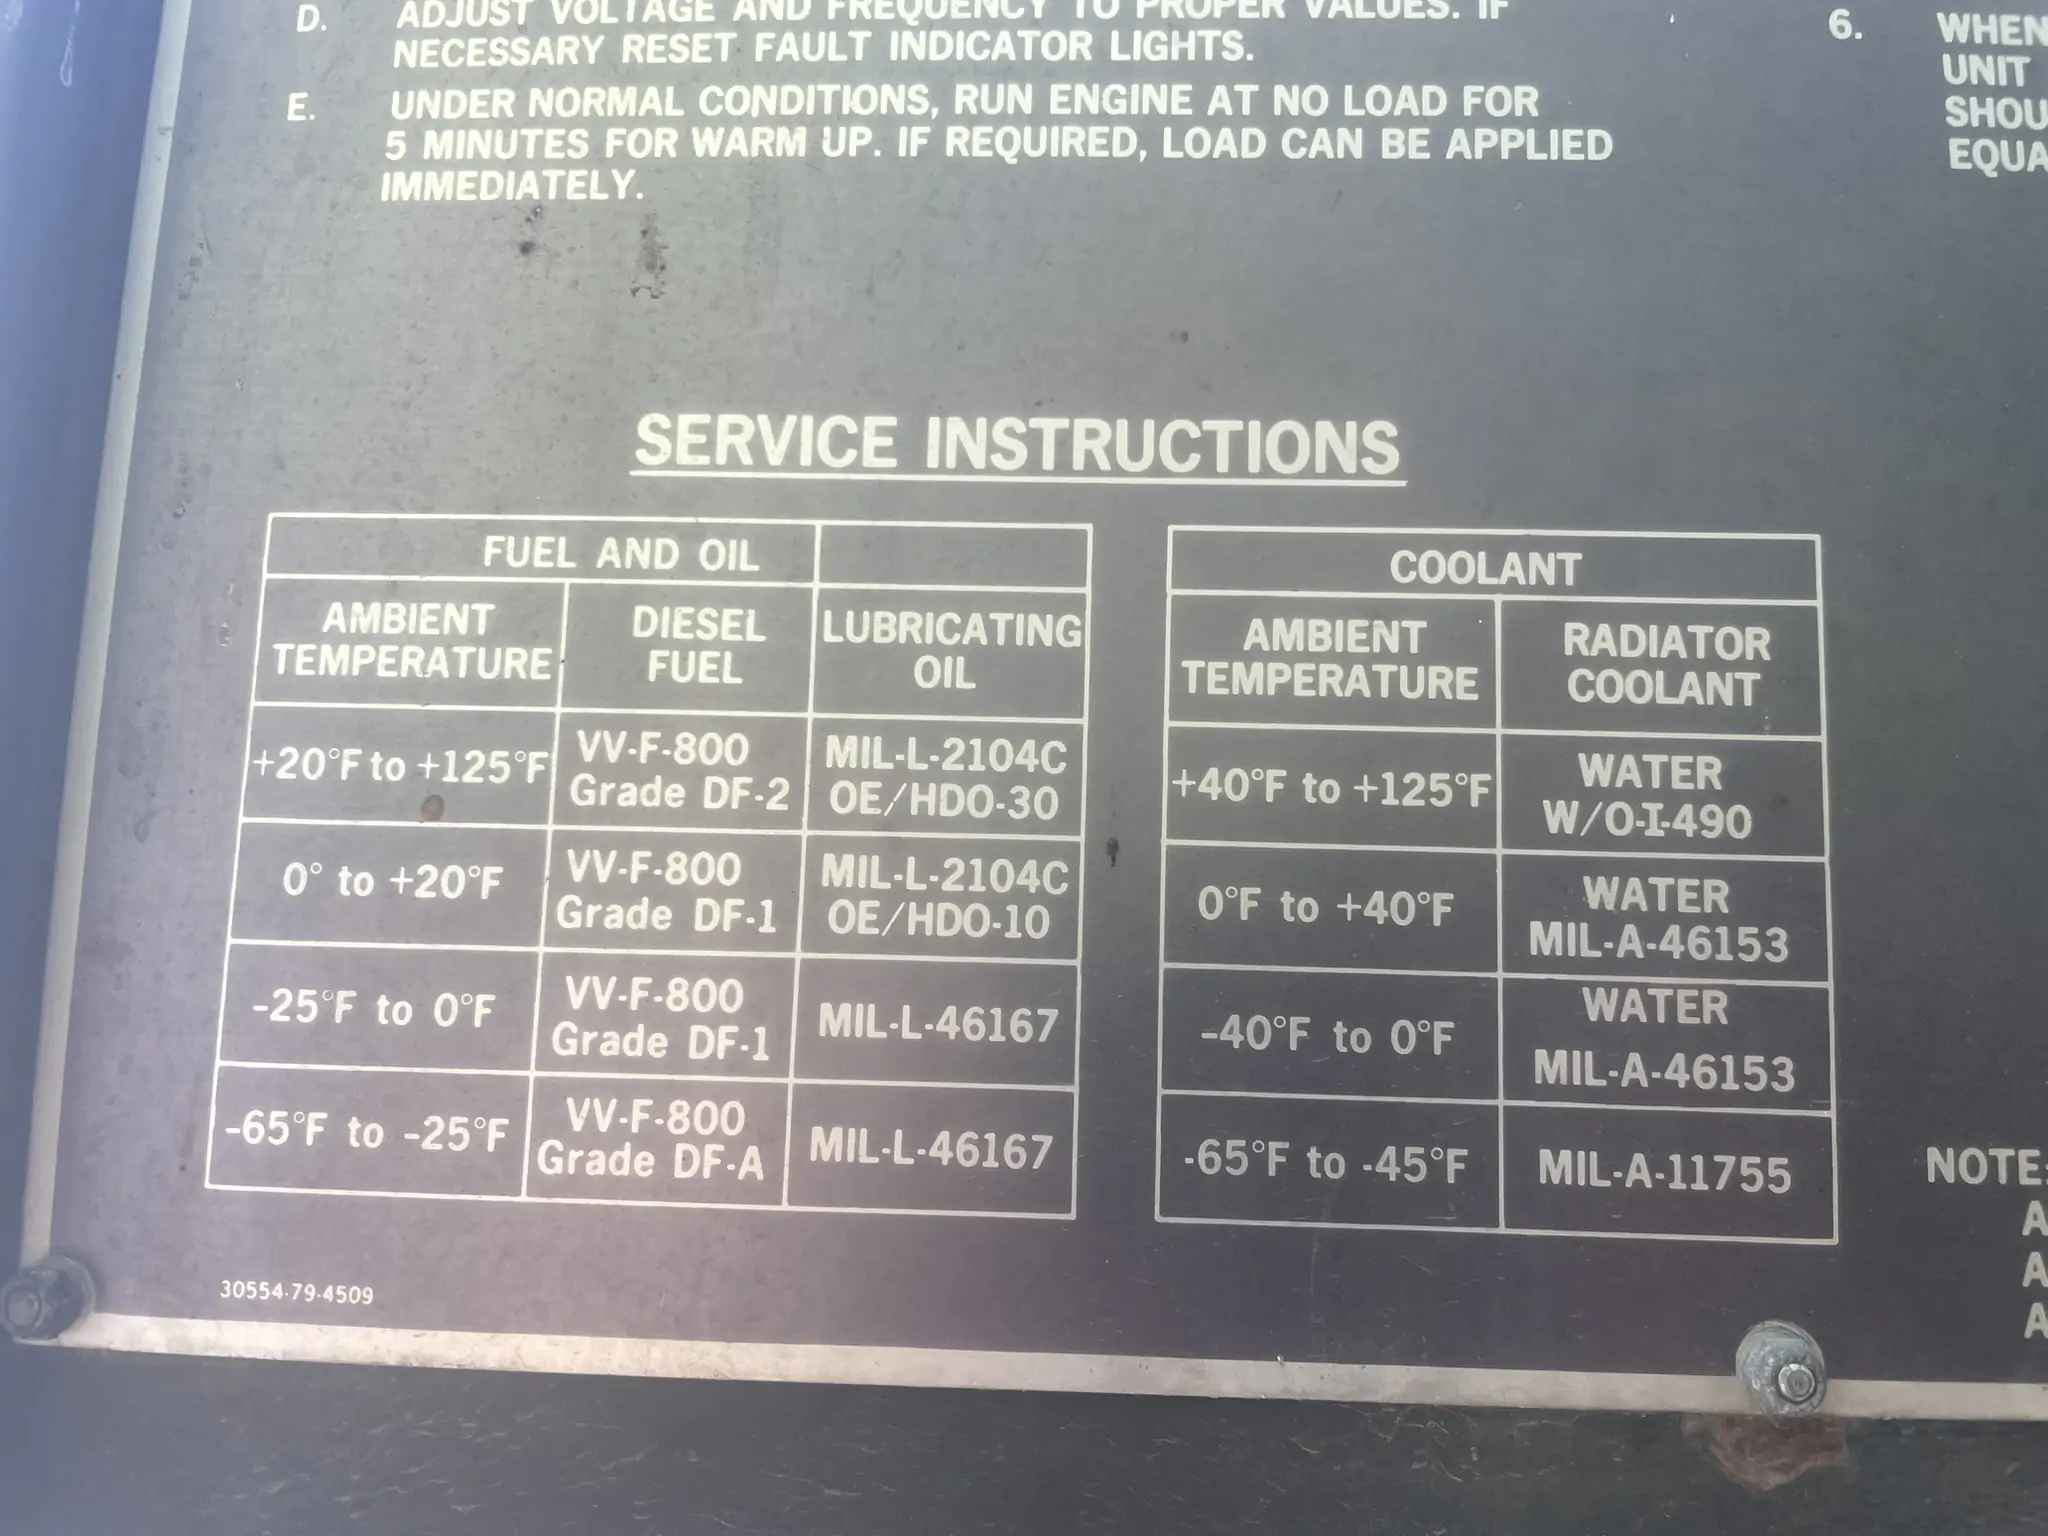 D. ADJUST VOLTAGE AND FREQUENCY TO PROPER VALUES. IF
NECESSARY RESET FAULT INDICATOR LIGHTS.
E. UNDER NORMAL CONDITIONS, RUN ENGINE AT NO LOAD FOR
5 MINUTES FOR WARM UP. IF REQUIRED, LOAD CAN BE APPLIED
IMMEDIATELY.
6. WHEN
UNIT
SHOU
EQUA
SERVICE INSTRUCTIONS
FUEL AND OIL
AMBIENT
TEMPERATURE
DIESEL
FUEL
LUBRICATING
OIL
+20°F to +125°F
VV-F-800
Grade DF-2
MIL-L-2104C
OE/HDO-30
0° to +20°F
VV-F-800
Grade DF-1
MIL-L-2104C
OE/HDO-10
-25°F to 0°F
VV-F-800
Grade DF-1
MIL-L-46167
-65°F to -25°F
VV-F-800
Grade DF-A
MIL-L-46167
COOLANT
AMBIENT
TEMPERATURE
RADIATOR
COOLANT
+40°F to +125°F
WATER
W/O-I-490
0°F to +40°F
WATER
MIL-A-46153
-40°F to 0°F
WATER
MIL-A-46153
-65°F to -45°F
MIL-A-11755
NOTE:
A
A
A
30554-79-4509